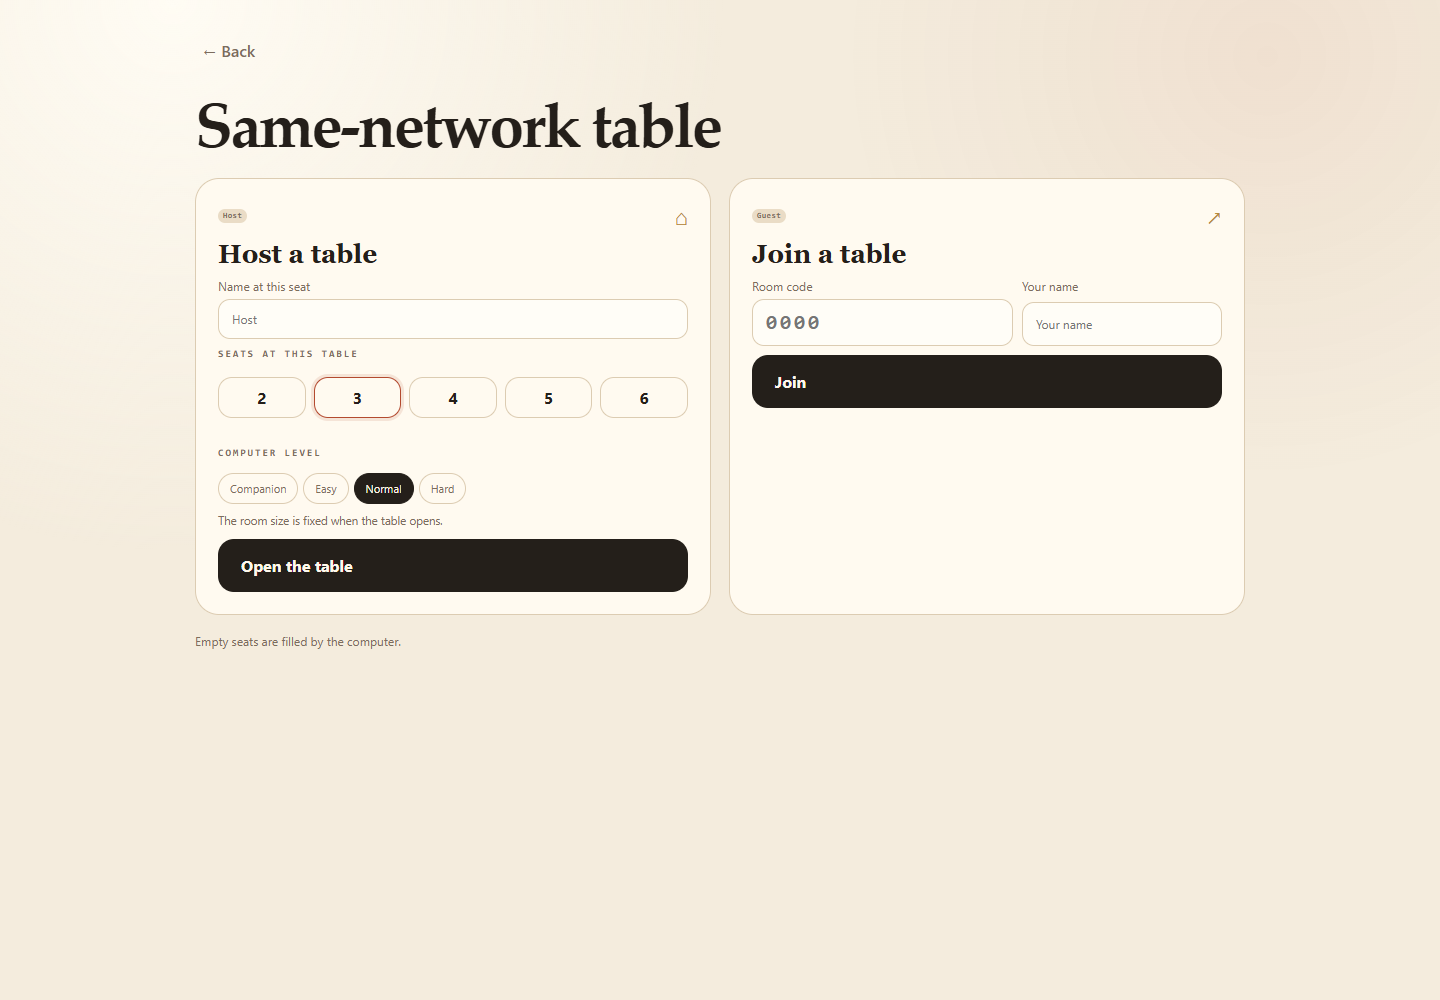 ← Back
Same-network table
Host
Host a table
Name at this seat
Host
SEATS AT THIS TABLE
2 3 4 5 6
COMPUTER LEVEL
Companion Easy Normal Hard
The room size is fixed when the table opens.
Open the table
Guest
Join a table
Room code Your name
0000 Your name
Join
Empty seats are filled by the computer.